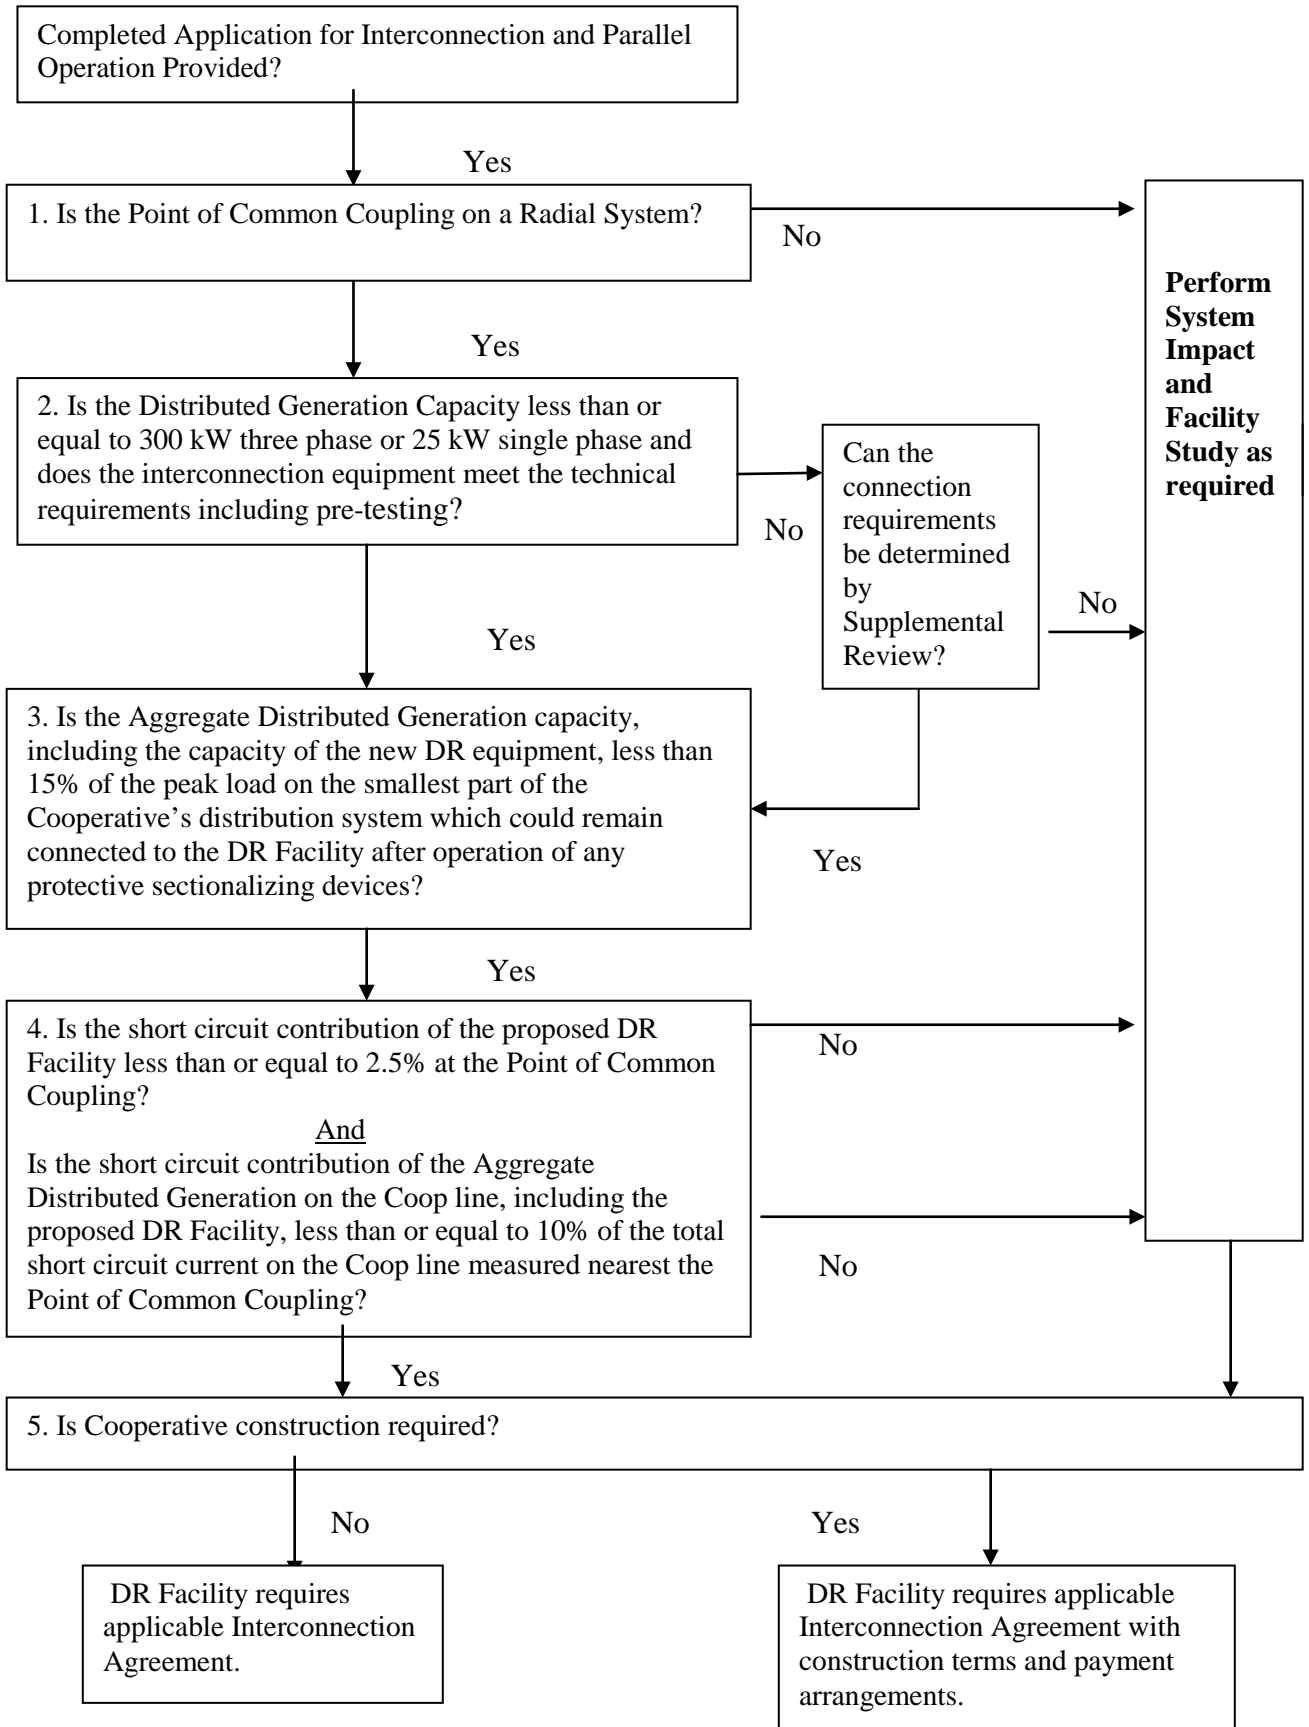 Completed Application for Interconnection and Parallel
Operation Provided?
Yes
1. Is the Point of Common Coupling on a Radial System?
No
Perform
System
Impact
and
Facility
Study as
required
Yes
2. Is the Distributed Generation Capacity less than or
equal to 300 kW three phase or 25 kW single phase and
does the interconnection equipment meet the technical
requirements including pre-testing?
No
Can the
connection
requirements
be determined
by
Supplemental
Review?
No
Yes
Yes
3. Is the Aggregate Distributed Generation capacity,
including the capacity of the new DR equipment, less than
15% of the peak load on the smallest part of the
Cooperative’s distribution system which could remain
connected to the DR Facility after operation of any
protective sectionalizing devices?
Yes
4. Is the short circuit contribution of the proposed DR
Facility less than or equal to 2.5% at the Point of Common
Coupling?
And
Is the short circuit contribution of the Aggregate
Distributed Generation on the Coop line, including the
proposed DR Facility, less than or equal to 10% of the total
short circuit current on the Coop line measured nearest the
Point of Common Coupling?
No
No
Yes
5. Is Cooperative construction required?
No
Yes
DR Facility requires
applicable Interconnection
Agreement.
DR Facility requires applicable
Interconnection Agreement with
construction terms and payment
arrangements.